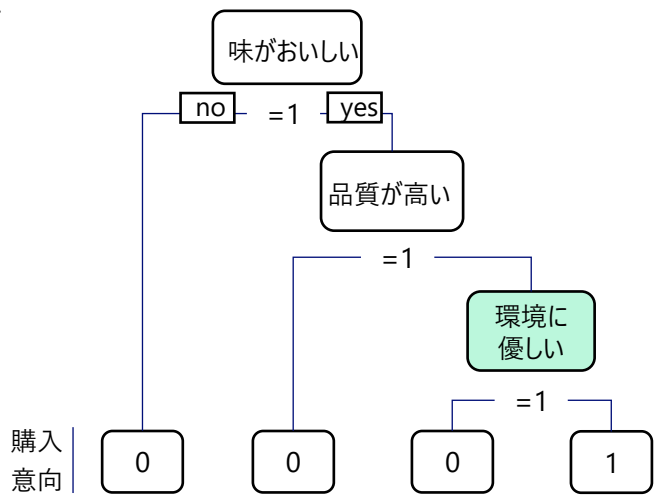 味がおいしい
no =1 yes
品質が高い
=1
環境に
優しい
=1
購入
意向
0 0 0 1